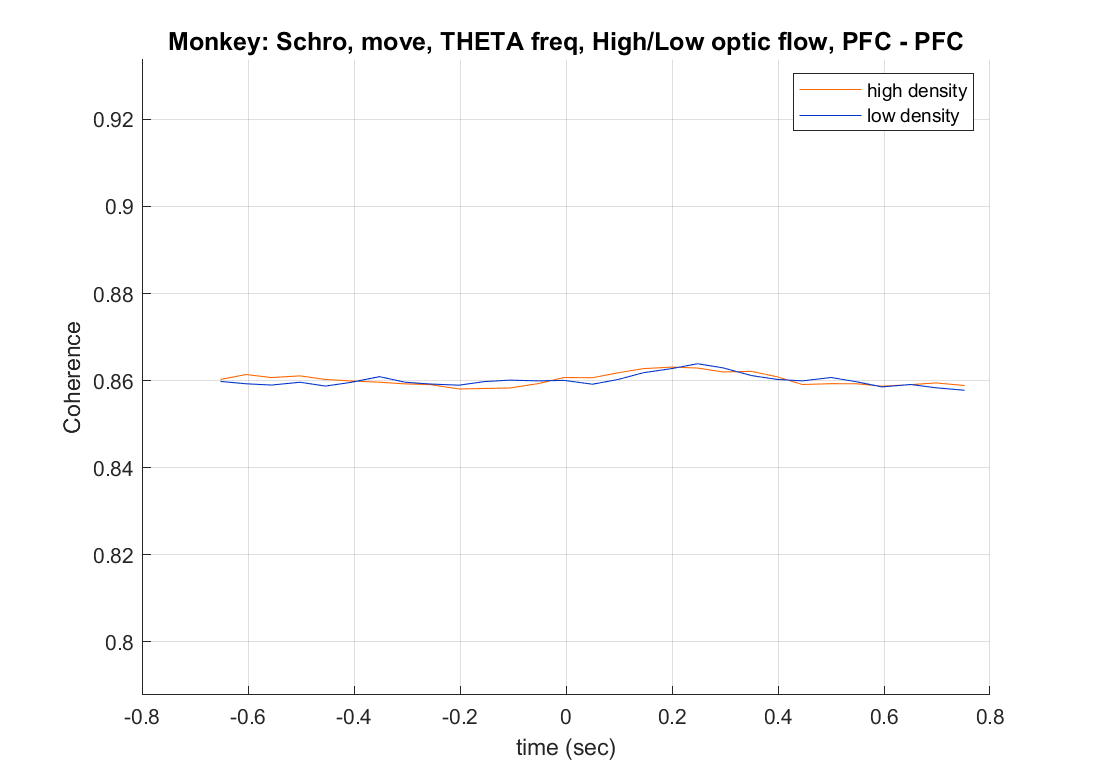 Monkey: Schro, move, THETA freq, High/Low optic flow, PFC - PFC
high density
low density
0.92
0.9
0.88
0.86
0.84
0.82
0.8
Coherence
-0.8 -0.6 -0.4 -0.2 0 0.2 0.4 0.6 0.8
time (sec)